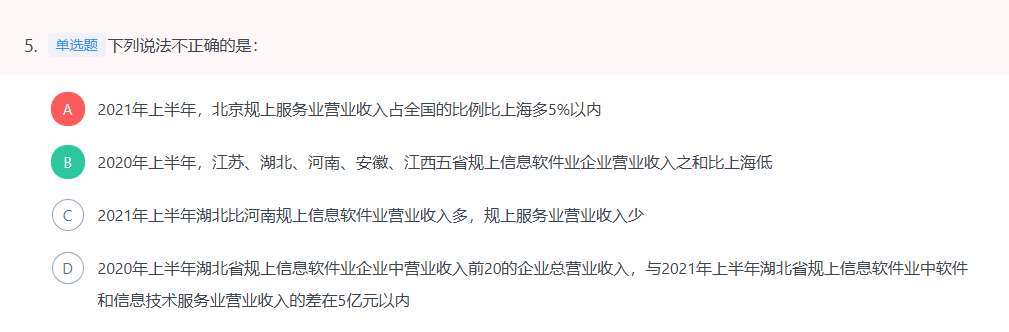 5. 单选题 下列说法不正确的是：
A 2021年上半年，北京规上服务业营业收入占全国的比例比上海多5%以内
B 2020年上半年，江苏、湖北、河南、安徽、江西五省规上信息软件业企业营业收入之和比上海低
C 2021年上半年湖北比河南规上信息软件业营业收入多，规上服务业营业收入少
D 2020年上半年湖北省规上信息软件业企业中营业收入前20的企业总营业收入，与2021年上半年湖北省规上信息软件业中软件
和信息技术服务业营业收入的差在5亿元以内